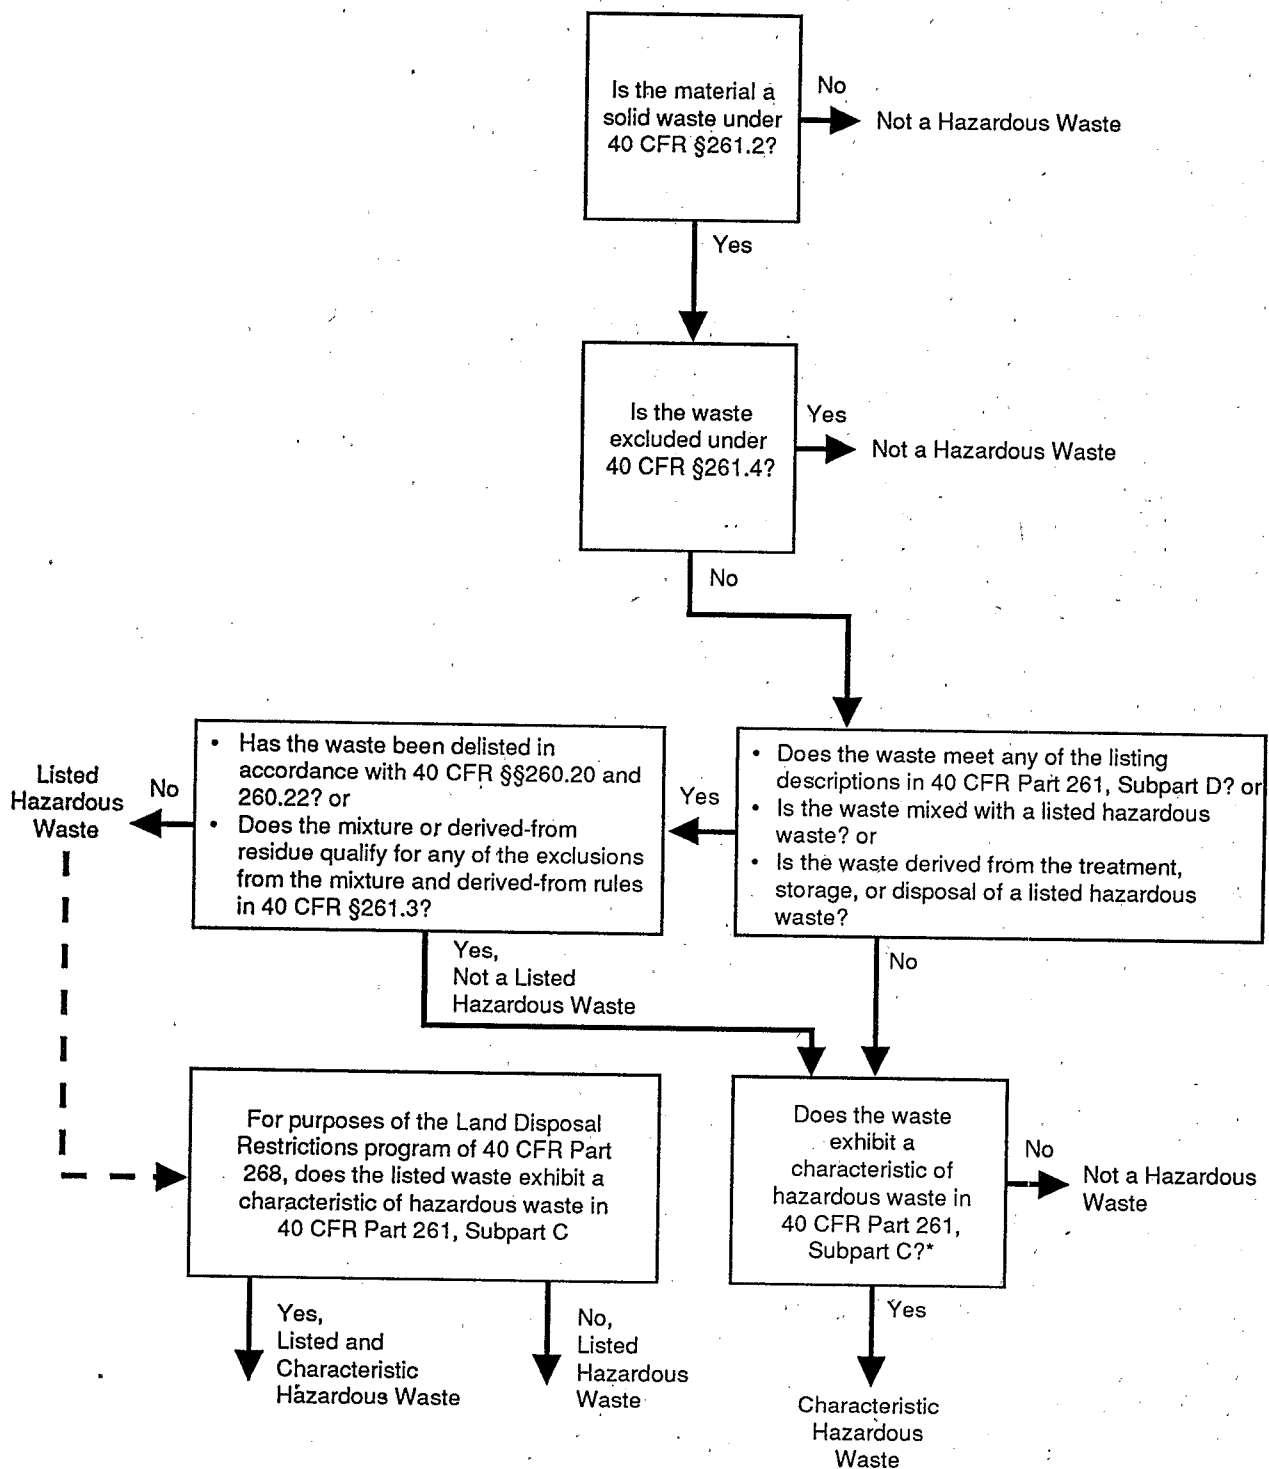 Is the material a
solid waste under
40 CFR §261.2?
No
Not a Hazardous Waste
Yes
Is the waste
excluded under
40 CFR §261.4?
Yes
Not a Hazardous Waste
No
• Does the waste meet any of the listing
descriptions in 40 CFR Part 261, Subpart D? or
• Is the waste mixed with a listed hazardous
waste? or
• Is the waste derived from the treatment,
storage, or disposal of a listed hazardous
waste?
Yes
• Has the waste been delisted in
accordance with 40 CFR §§260.20 and
260.22? or
• Does the mixture or derived-from
residue qualify for any of the exclusions
from the mixture and derived-from rules
in 40 CFR §261.3?
No
Listed
Hazardous
Waste
Yes,
Not a Listed
Hazardous Waste
No
For purposes of the Land Disposal
Restrictions program of 40 CFR Part
268, does the listed waste exhibit a
characteristic of hazardous waste in
40 CFR Part 261, Subpart C
Does the waste
exhibit a
characteristic of
hazardous waste in
40 CFR Part 261,
Subpart C?*
No
Not a Hazardous
Waste
Yes,
Listed and
Characteristic
Hazardous Waste
No,
Listed
Hazardous
Waste
Yes
Characteristic
Hazardous
Waste